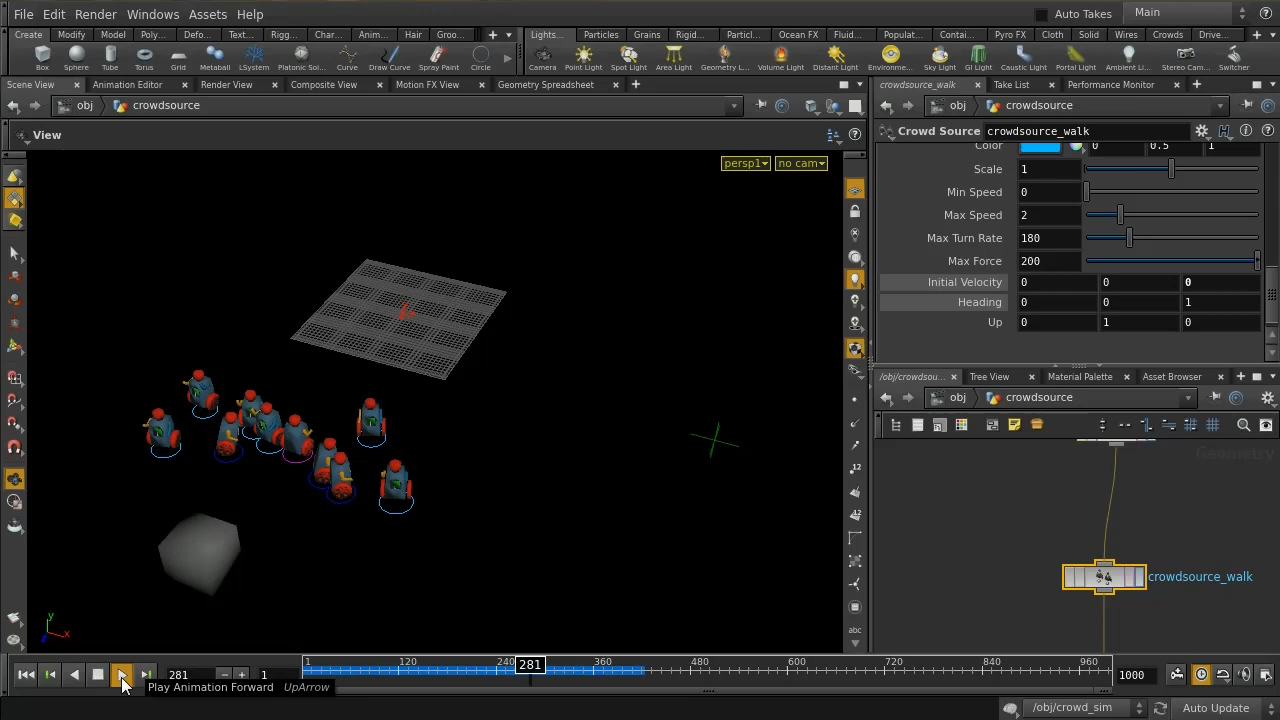 File Edit Render Windows Assets Help Auto Takes Main
Create Modify Model Poly... Defo... Text... Rigg... Char... Anim... Hair Groo... Lights... Particles Grains Rigid... Particl... Ocean FX Fluid... Populat... Contai... Pyro FX Cloth Solid Wires Crowds Drive...
Box Sphere Tube Torus Grid Metaball LSystem Platonic So... Curve Draw Curve Spray Paint Circle Camera Point Light Spot Light Area Light Geometry L... Volume Light Distant Light Environme... Sky Light GI Light Caustic Light Portal Light Ambient Li... Stereo Cam... Switcher
Scene View Animation Editor Render View Composite View Motion FX View Geometry Spreadsheet crowdsource_walk Take List Performance Monitor
obj crowdsource obj crowdsource
View Crowd Source crowdsource_walk
Color 0 0.5 1
persp1 no cam
Scale 1
Min Speed 0
Max Speed 2
Max Turn Rate 180
Max Force 200
Initial Velocity 0 0 0
Heading 0 0 1
Up 0 1 0
/obj/crowdsou... Tree View Material Palette Asset Browser
obj crowdsource
Geometry
12
12
crowdsource_walk
y
x
abc
281 1 1 120 240 281 360 480 600 720 840 960 1000
Play Animation Forward UpArrow
/obj/crowd_sim Auto Update